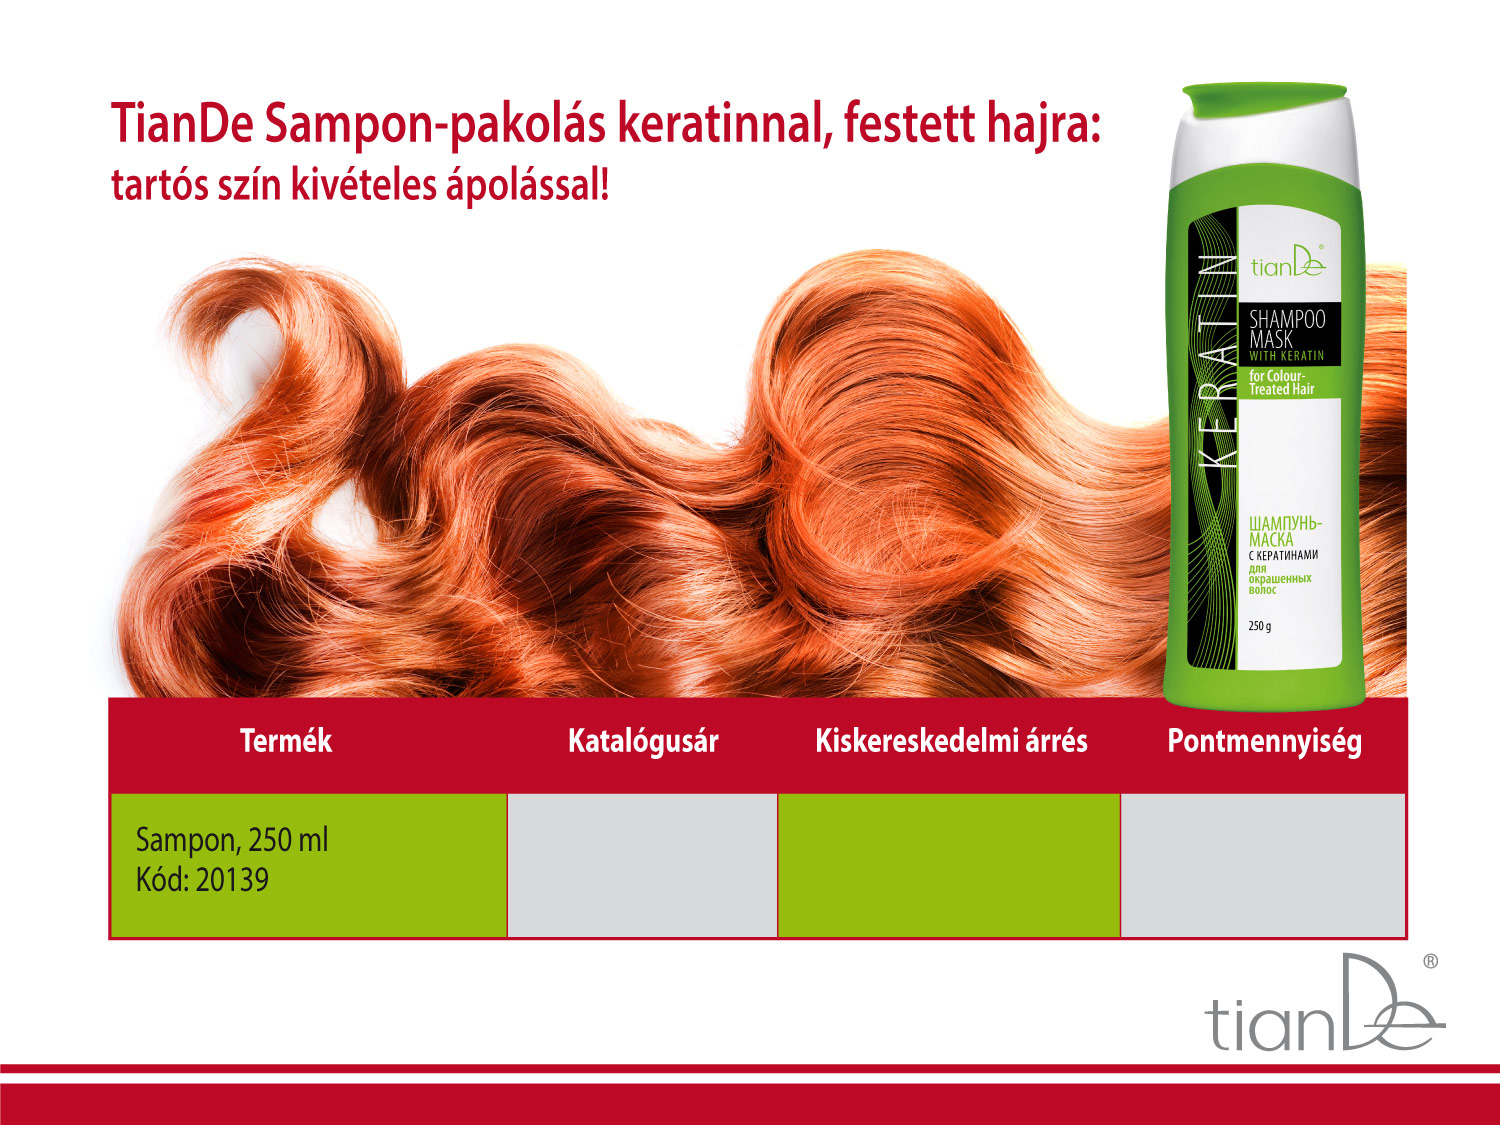 TianDe Sampon-pakolás keratinnal, festett hajra:
tartós szín kivételes ápolással!
KERATIN
tianDe®
SHAMPOO
MASK
WITH KERATIN
for Colour-
Treated Hair
ШАМПУНЬ-
МАСКА
С КЕРАТИНАМИ
для
окрашенных
волос
250 g
Termék Katalógusár Kiskereskedelmi árrés Pontmennyiség
Sampon, 250 ml
Kód: 20139
tianDe®